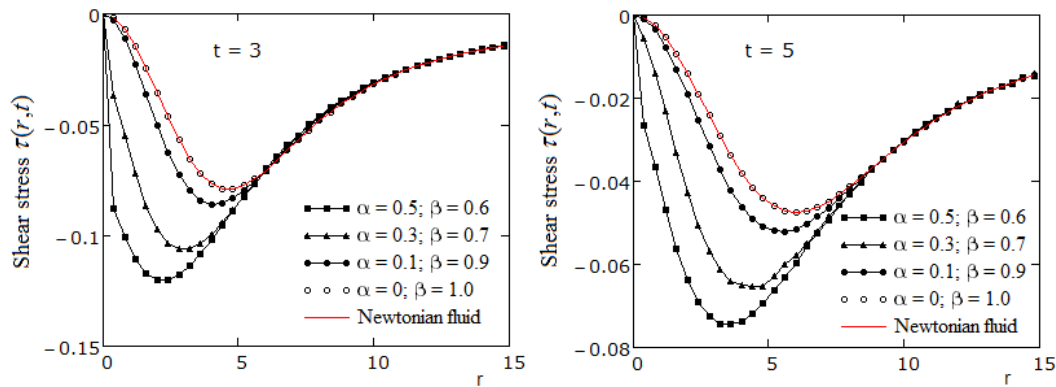 0
t = 3
−0.05
−0.1
−0.15
Shear stress τ(r,t)
α = 0.5; β = 0.6
α = 0.3; β = 0.7
α = 0.1; β = 0.9
α = 0; β = 1.0
Newtonian fluid
0 5 10 15
r
0
t = 5
−0.02
−0.04
−0.06
−0.08
Shear stress τ(r,t)
α = 0.5; β = 0.6
α = 0.3; β = 0.7
α = 0.1; β = 0.9
α = 0; β = 1.0
Newtonian fluid
0 5 10 15
r